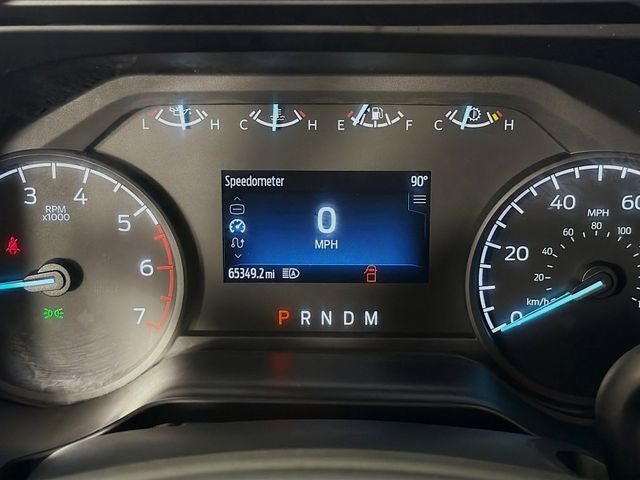 L H C H E F C H
Speedometer 90°
0
MPH
65349.2 mi
P R N D M
3 4 5 6 7
RPM
x1000
0 20 40 60
MPH
20 40 60 80 100
km/h